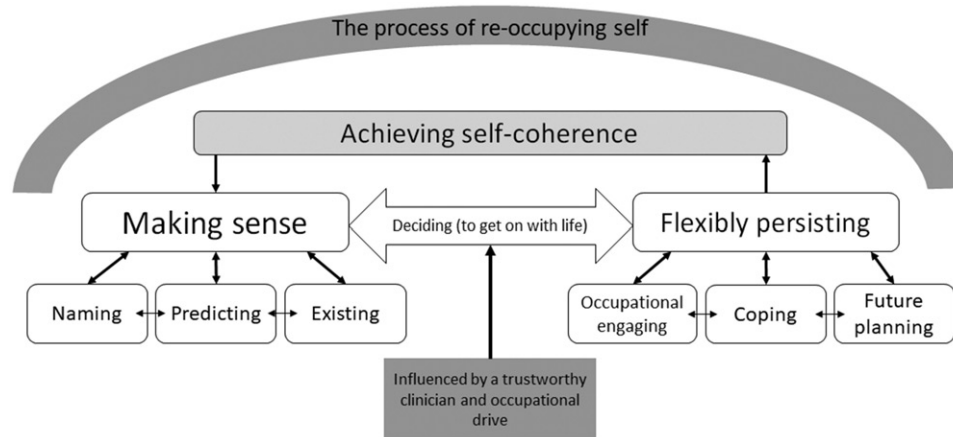 The process of re-occupying self
Achieving self-coherence
Making sense
Deciding (to get on with life)
Flexibly persisting
Naming
Predicting
Existing
Occupational
engaging
Coping
Future
planning
Influenced by a trustworthy
clinician and occupational
drive